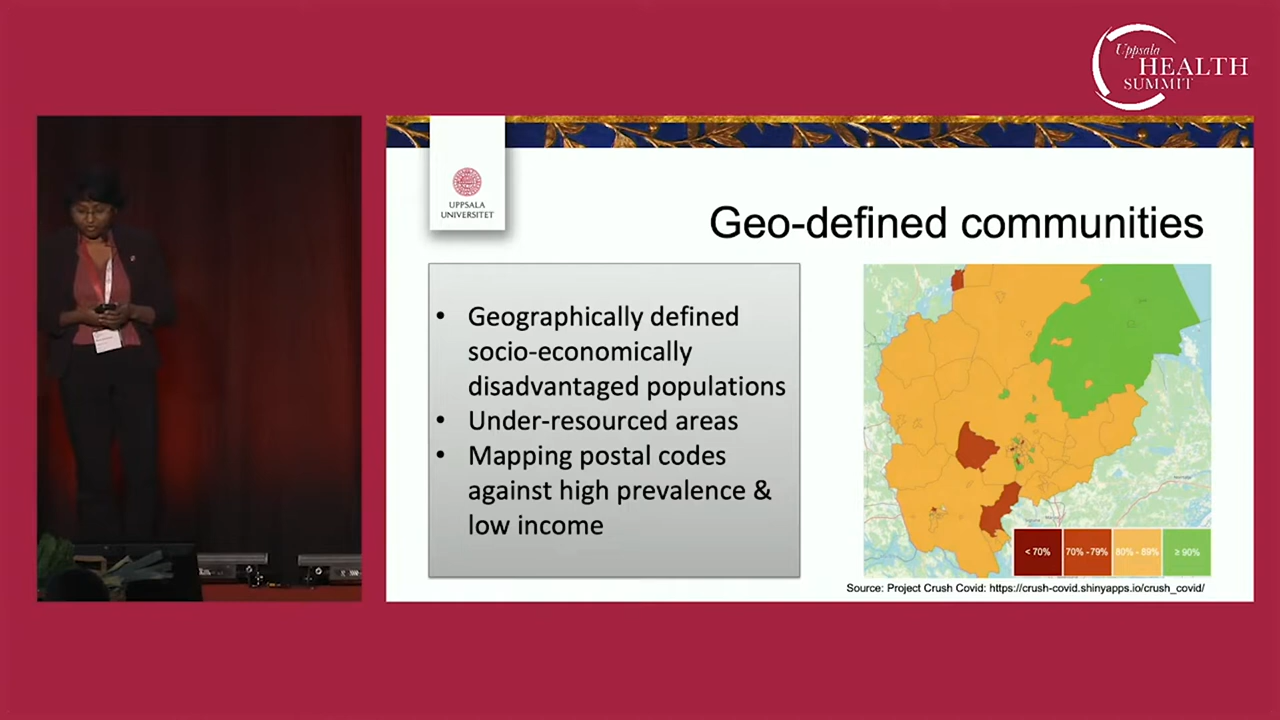 Uppsala
HEALTH
SUMMIT
UPPSALA
UNIVERSITET
Geo-defined communities
• Geographically defined
socio-economically
disadvantaged populations
• Under-resourced areas
• Mapping postal codes
against high prevalence &
low income
< 70%
70% -79%
80% - 89%
≥ 90%
Source: Project Crush Covid: https://crush-covid.shinyapps.io/crush_covid/